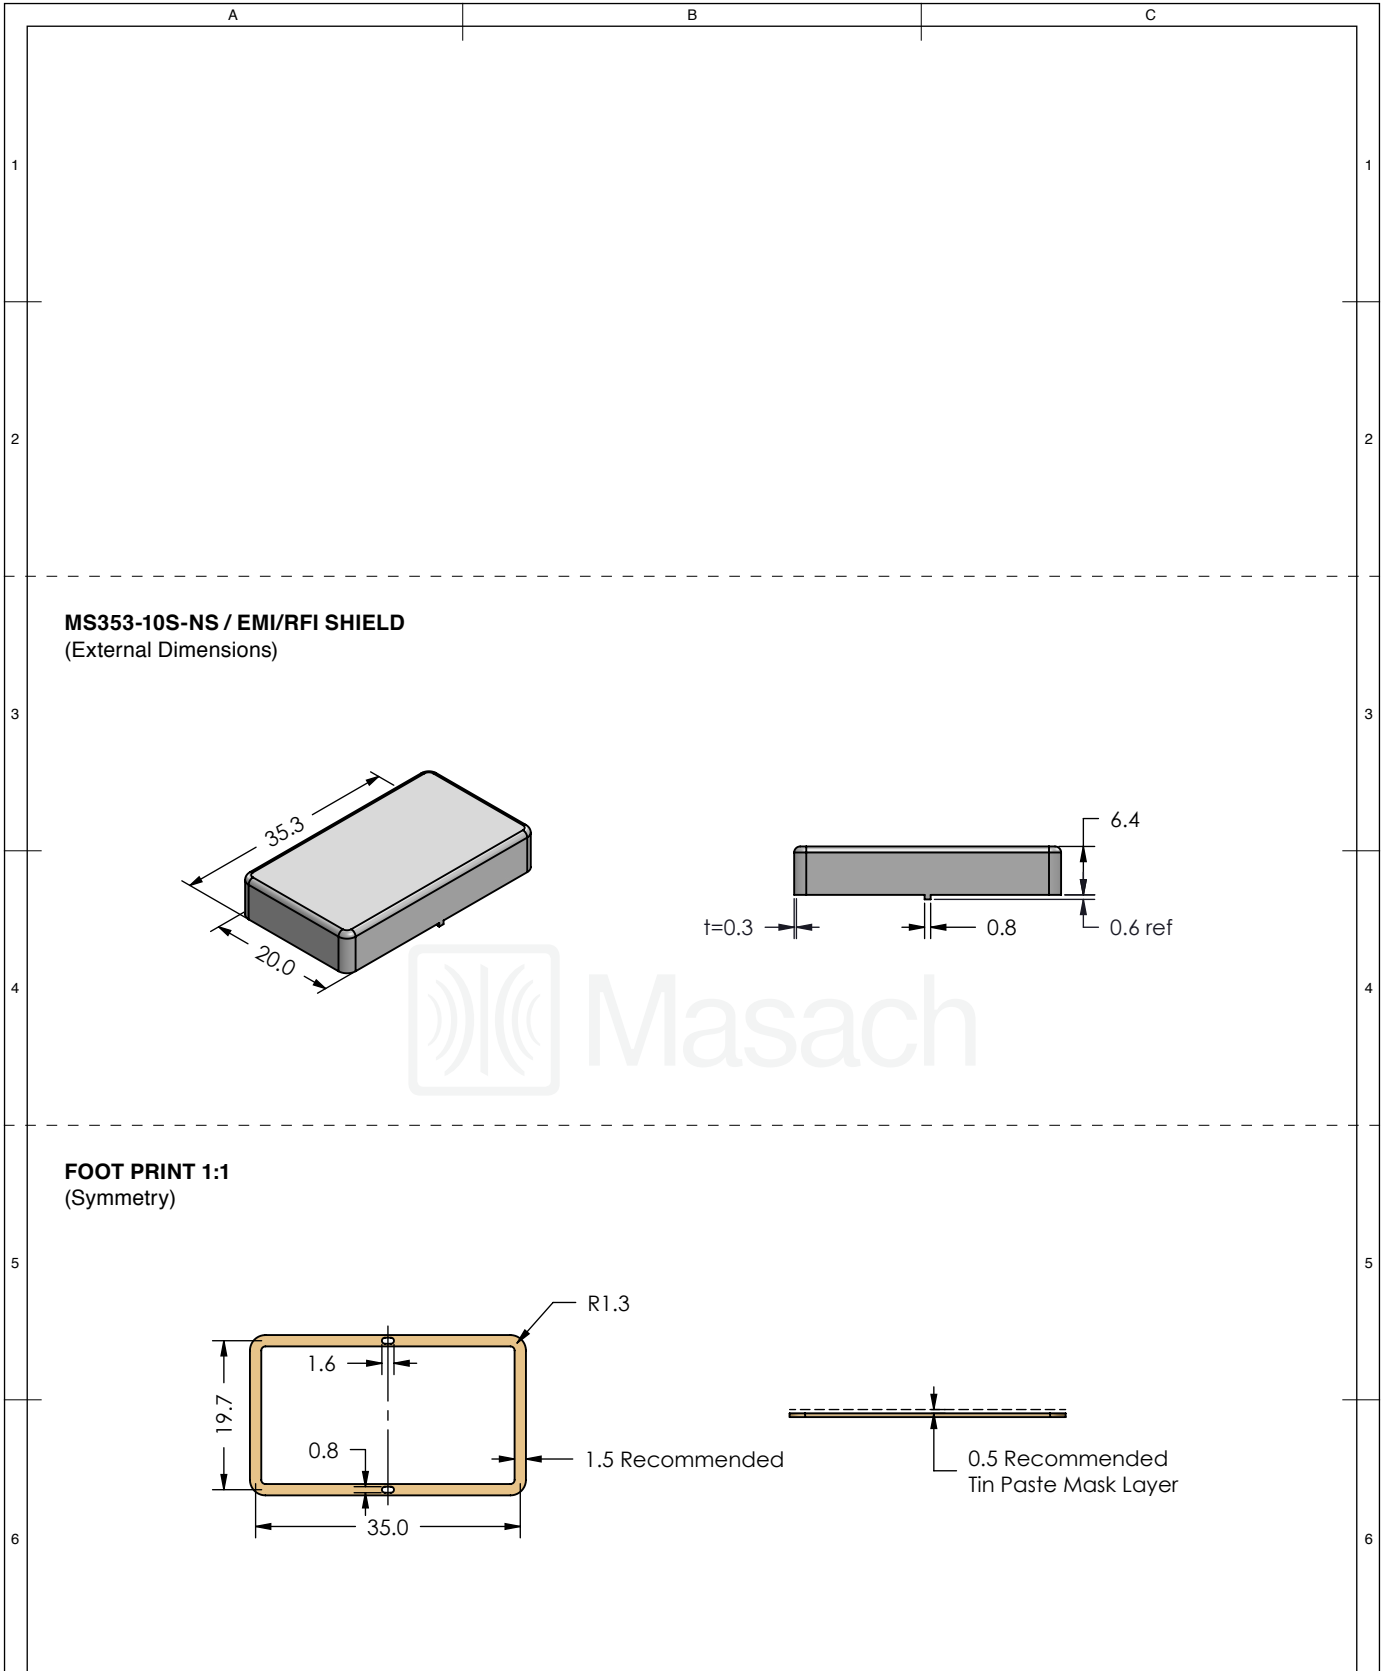 A B C
1 1
2 2
MS353-10S-NS / EMI/RFI SHIELD
(External Dimensions)
3 3
35.3
6.4
t=0.3
0.8
0.6 ref
20.0
Masach
4 4
FOOT PRINT 1:1
(Symmetry)
5 5
R1.3
1.6
19.7
0.8
1.5 Recommended
0.5 Recommended
Tin Paste Mask Layer
35.0
6 6